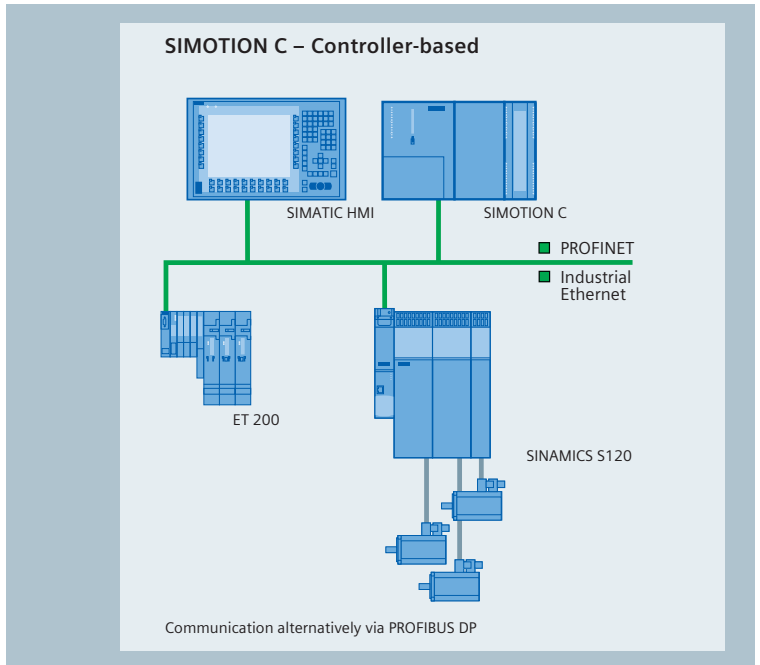 SIMOTION C – Controller-based
SIMATIC HMI
SIMOTION C
PROFINET
Industrial
Ethernet
ET 200
SINAMICS S120
Communication alternatively via PROFIBUS DP